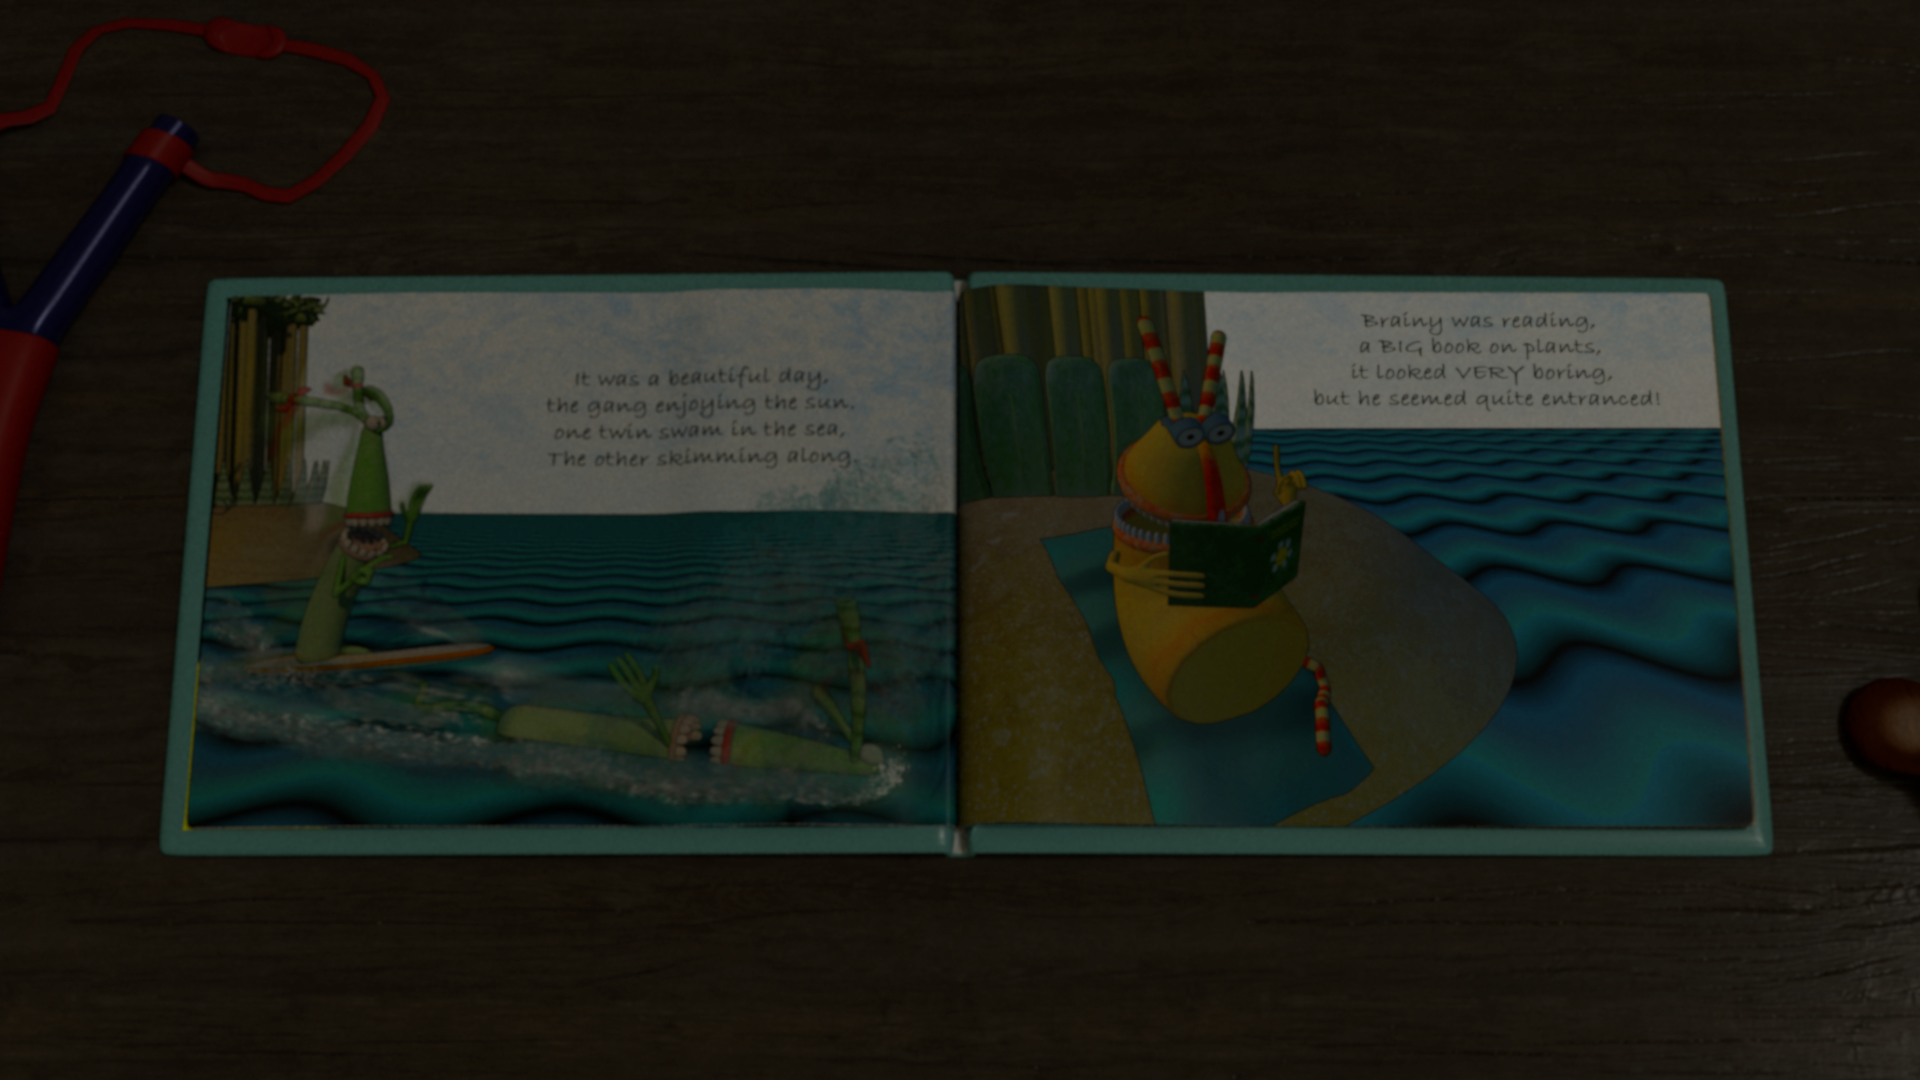 It was a beautiful day,
the gang enjoying the sun,
one twin swam in the sea,
The other skimming along.
Brainy was reading,
a BIG book on plants,
it looked VERY boring,
but he seemed quite entranced!